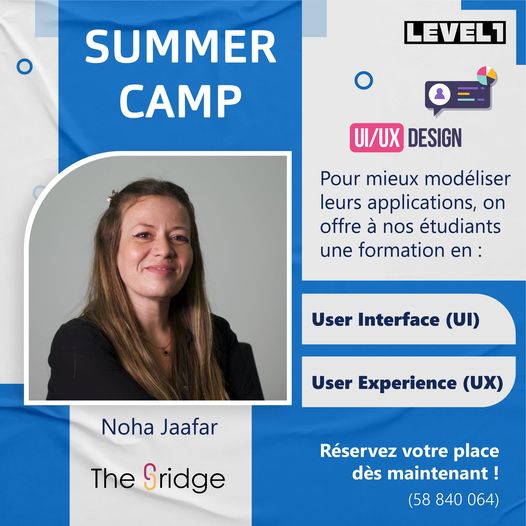 SUMMER
CAMP
LEVEL1
UI/UX DESIGN
Pour mieux modéliser
leurs applications, on
offre à nos étudiants
une formation en :
User Interface (UI)
User Experience (UX)
Noha Jaafar
The Bridge
Réservez votre place
dès maintenant !
(58 840 064)